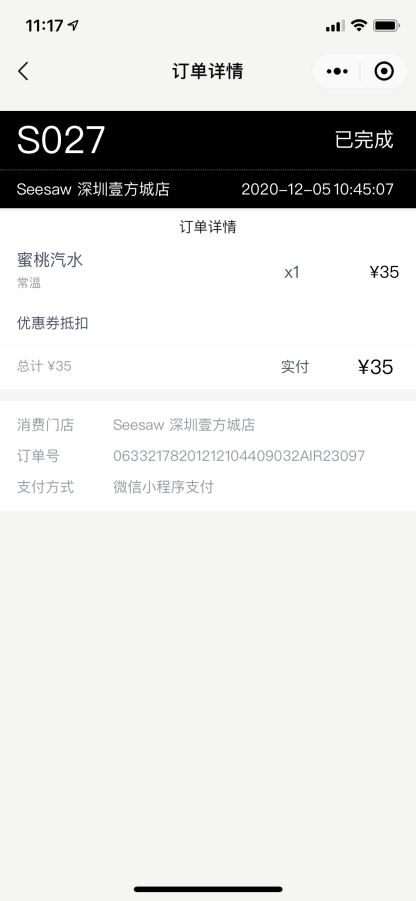 11:17
订单详情
S027
已完成
Seesaw 深圳壹方城店
2020-12-05 10:45:07
订单详情
蜜桃汽水
x1
¥35
常温
优惠券抵扣
总计 ¥35
实付
¥35
消费门店
Seesaw 深圳壹方城店
订单号
06332178201212104409032AIR23097
支付方式
微信小程序支付